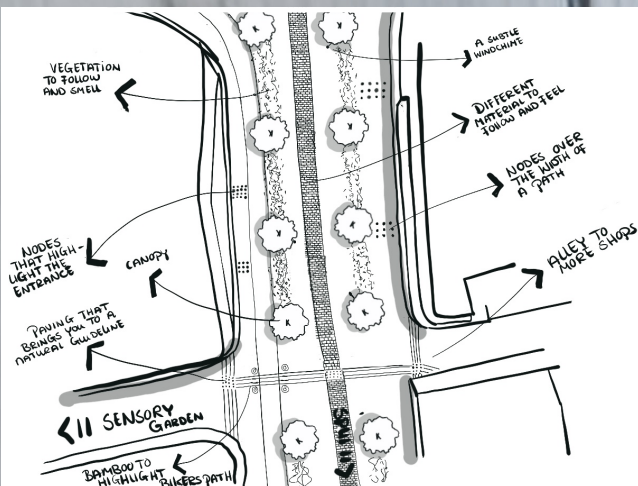 VEGETATION
TO FOLLOW
AND SMELL
A SUBTLE
WINDCHIME
DIFFERENT
MATERIAL TO
FOLLOW AND FEEL
NODES OVER
THE WIDTH OF
A PATH
NODES
THAT HIGH-
LIGHT THE
ENTRANCE
CANOPY
ALLEY TO
MORE SHOPS
PAVING THAT
BRINGS YOU TO A
NATURAL GUIDELINE
SENSORY
GARDEN
BAMBOO TO
HIGHLIGHT BIKERSPATH
SPUI
K
K
K
K
K
K
K
K
K
K